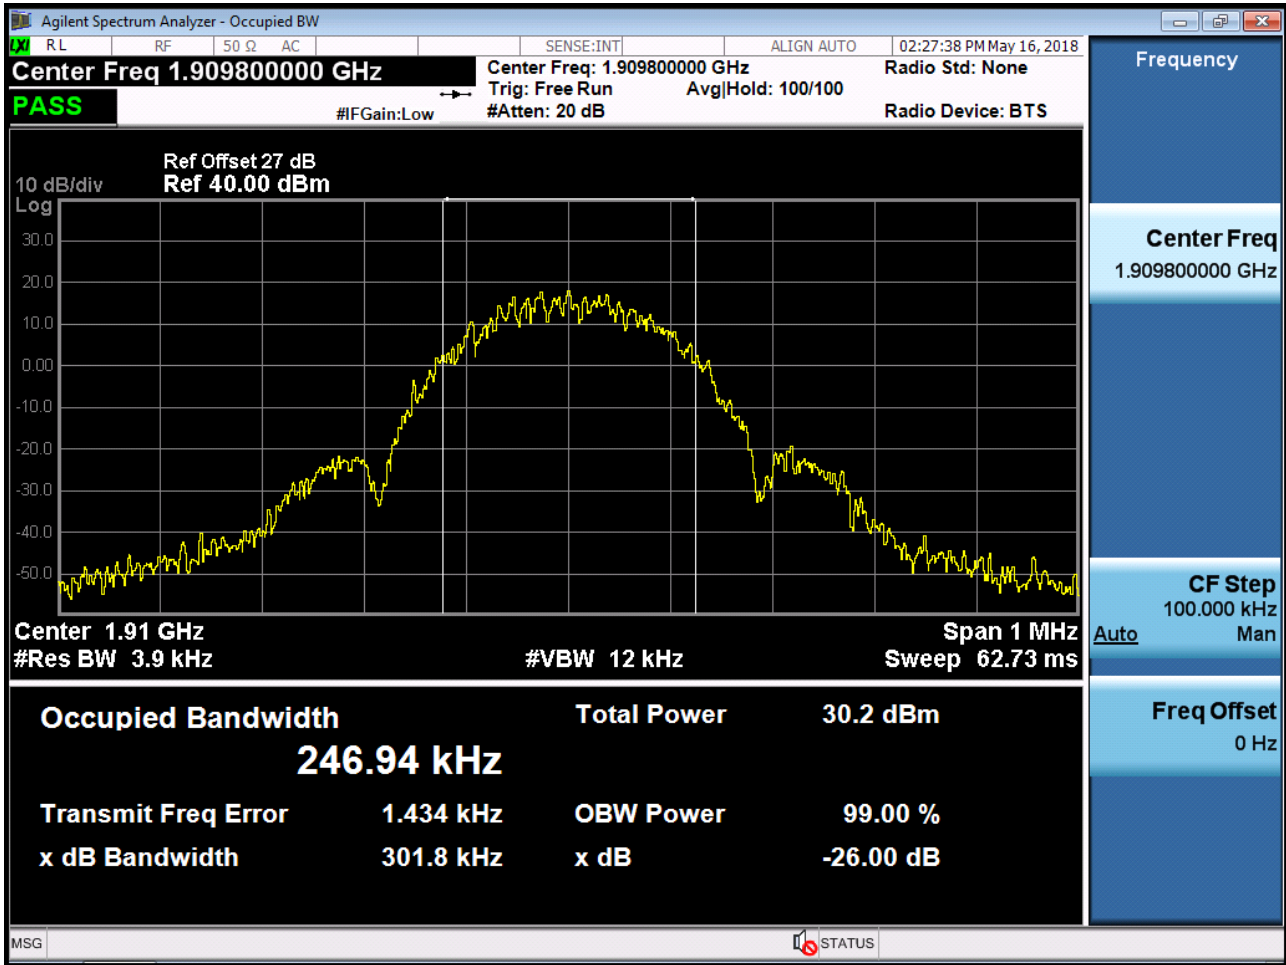 Agilent Spectrum Analyzer - Occupied BW
LXI RL RF 50 Ω AC SENSE:INT ALIGN AUTO 02:27:38 PM May 16, 2018
Center Freq 1.909800000 GHz
Center Freq: 1.909800000 GHz
Radio Std: None
Trig: Free Run
Avg|Hold: 100/100
PASS
#IFGain:Low
#Atten: 20 dB
Radio Device: BTS
Ref Offset 27 dB
10 dB/div
Ref 40.00 dBm
Log
30.0
20.0
10.0
0.00
-10.0
-20.0
-30.0
-40.0
-50.0
Center 1.91 GHz
Span 1 MHz
#Res BW 3.9 kHz
#VBW 12 kHz
Sweep 62.73 ms
Occupied Bandwidth
246.94 kHz
Total Power 30.2 dBm
Transmit Freq Error 1.434 kHz
OBW Power 99.00 %
x dB Bandwidth 301.8 kHz
x dB -26.00 dB
MSG
STATUS
Frequency
Center Freq
1.909800000 GHz
CF Step
100.000 kHz
Auto Man
Freq Offset
0 Hz